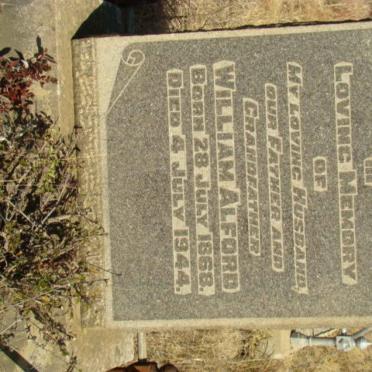 IN
LOVING MEMORY
OF
MY LOVING HUSBAND,
OUR FATHER AND
GRANDFATHER
WILLIAM ALFORD
BORN 28 JULY 1868.
DIED 4 JULY 1944.